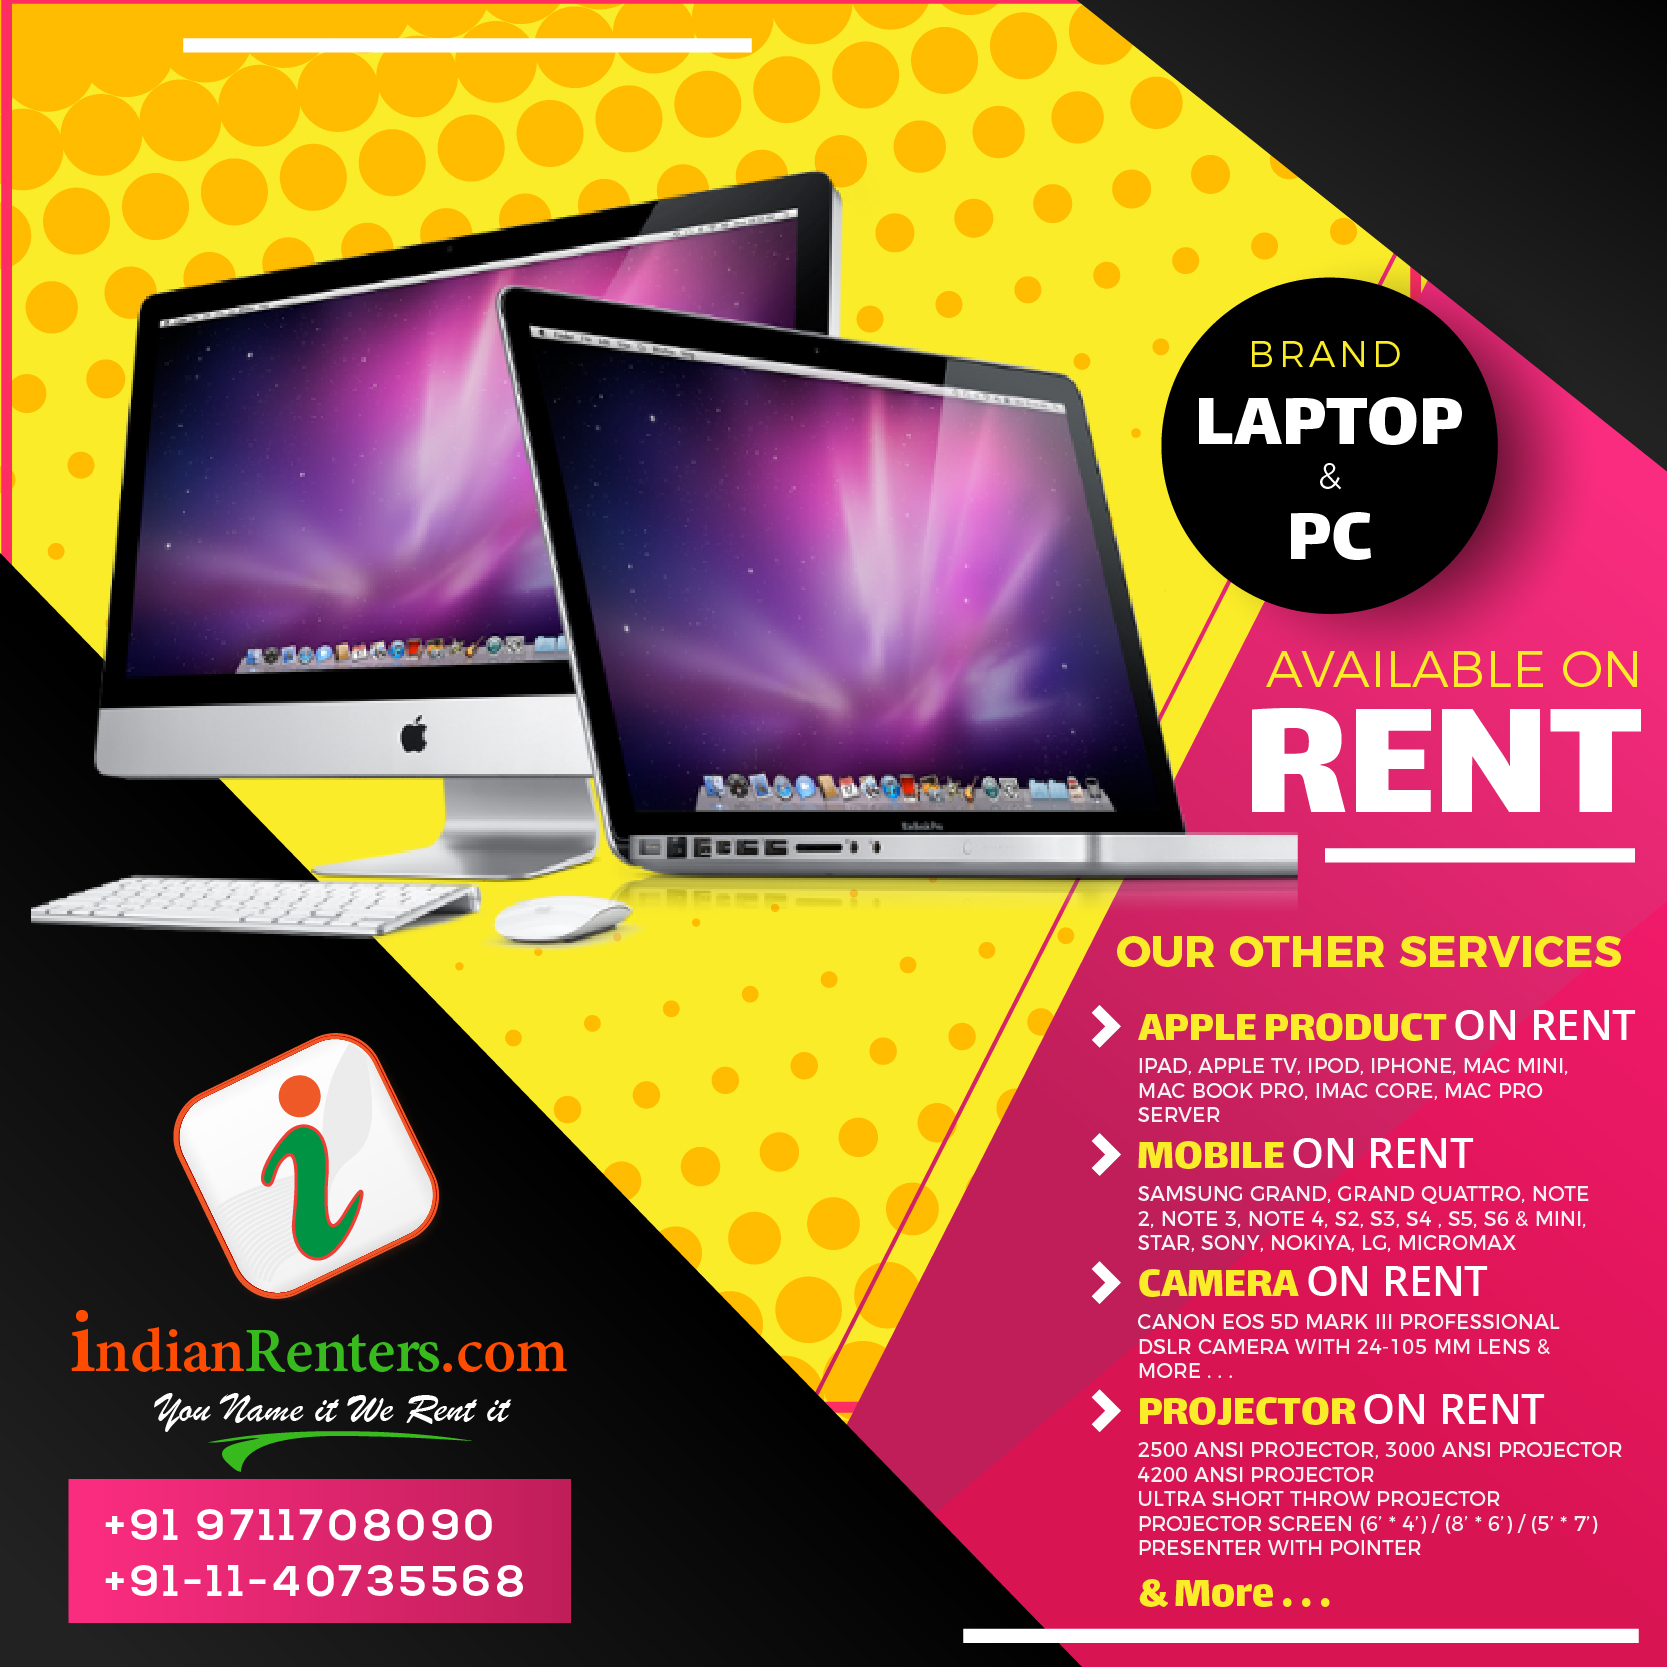 BRAND
LAPTOP
&
PC
AVAILABLE ON
RENT
OUR OTHER SERVICES
APPLE PRODUCT ON RENT
IPAD, APPLE TV, IPOD, IPHONE, MAC MINI,
MAC BOOK PRO, IMAC CORE, MAC PRO
SERVER
MOBILE ON RENT
SAMSUNG GRAND, GRAND QUATTRO, NOTE
2, NOTE 3, NOTE 4, S2, S3, S4 , S5, S6 & MINI,
STAR, SONY, NOKIYA, LG, MICROMAX
CAMERA ON RENT
CANON EOS 5D MARK III PROFESSIONAL
DSLR CAMERA WITH 24-105 MM LENS &
MORE . . .
PROJECTOR ON RENT
2500 ANSI PROJECTOR, 3000 ANSI PROJECTOR
4200 ANSI PROJECTOR
ULTRA SHORT THROW PROJECTOR
PROJECTOR SCREEN (6' * 4') / (8' * 6') / (5' * 7')
PRESENTER WITH POINTER
& More . . .
indianRenters.com
You Name it We Rent it
+91 9711708090
+91-11-40735568